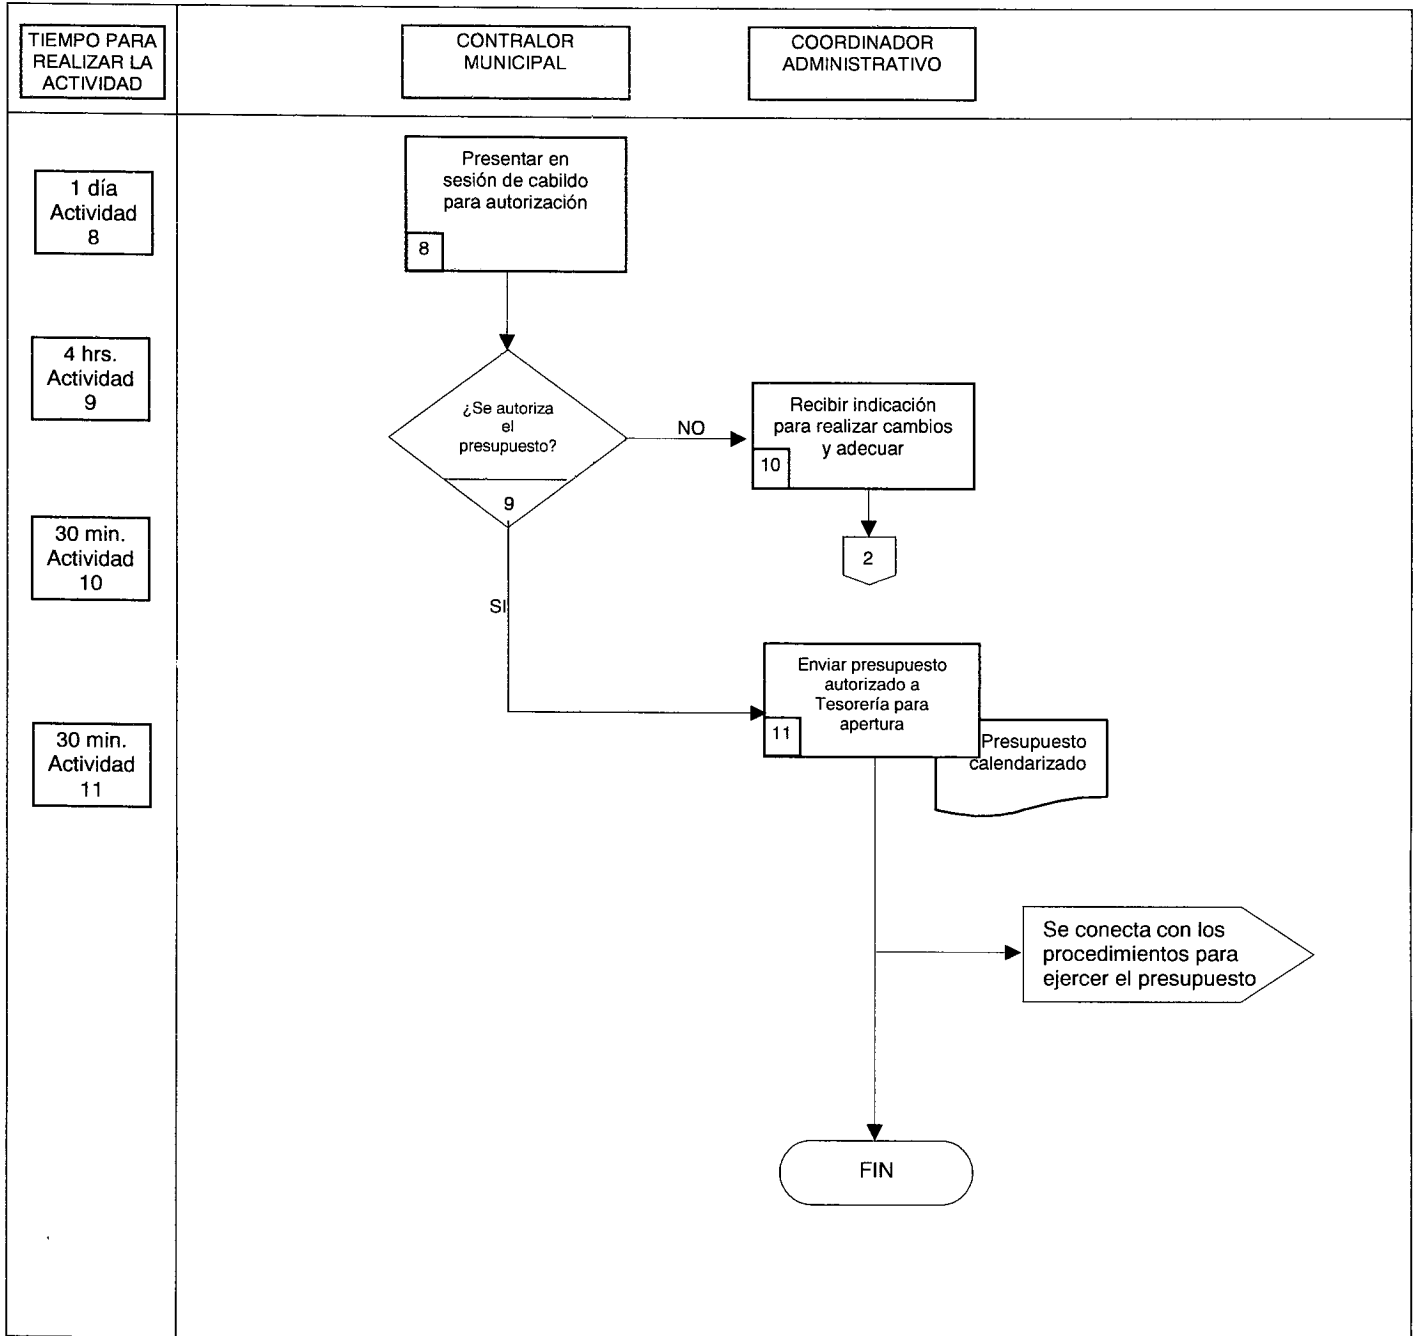 TIEMPO PARA
REALIZAR LA
ACTIVIDAD
CONTRALOR
MUNICIPAL
COORDINADOR
ADMINISTRATIVO
1 día
Actividad
8
Presentar en
sesión de cabildo
para autorización
8
4 hrs.
Actividad
9
¿Se autoriza
el
presupuesto?
9
NO
Recibir indicación
para realizar cambios
y adecuar
10
30 min.
Actividad
10
2
SI
Enviar presupuesto
autorizado a
Tesorería para
apertura
11
Presupuesto
calendarizado
30 min.
Actividad
11
Se conecta con los
procedimientos para
ejercer el presupuesto
FIN